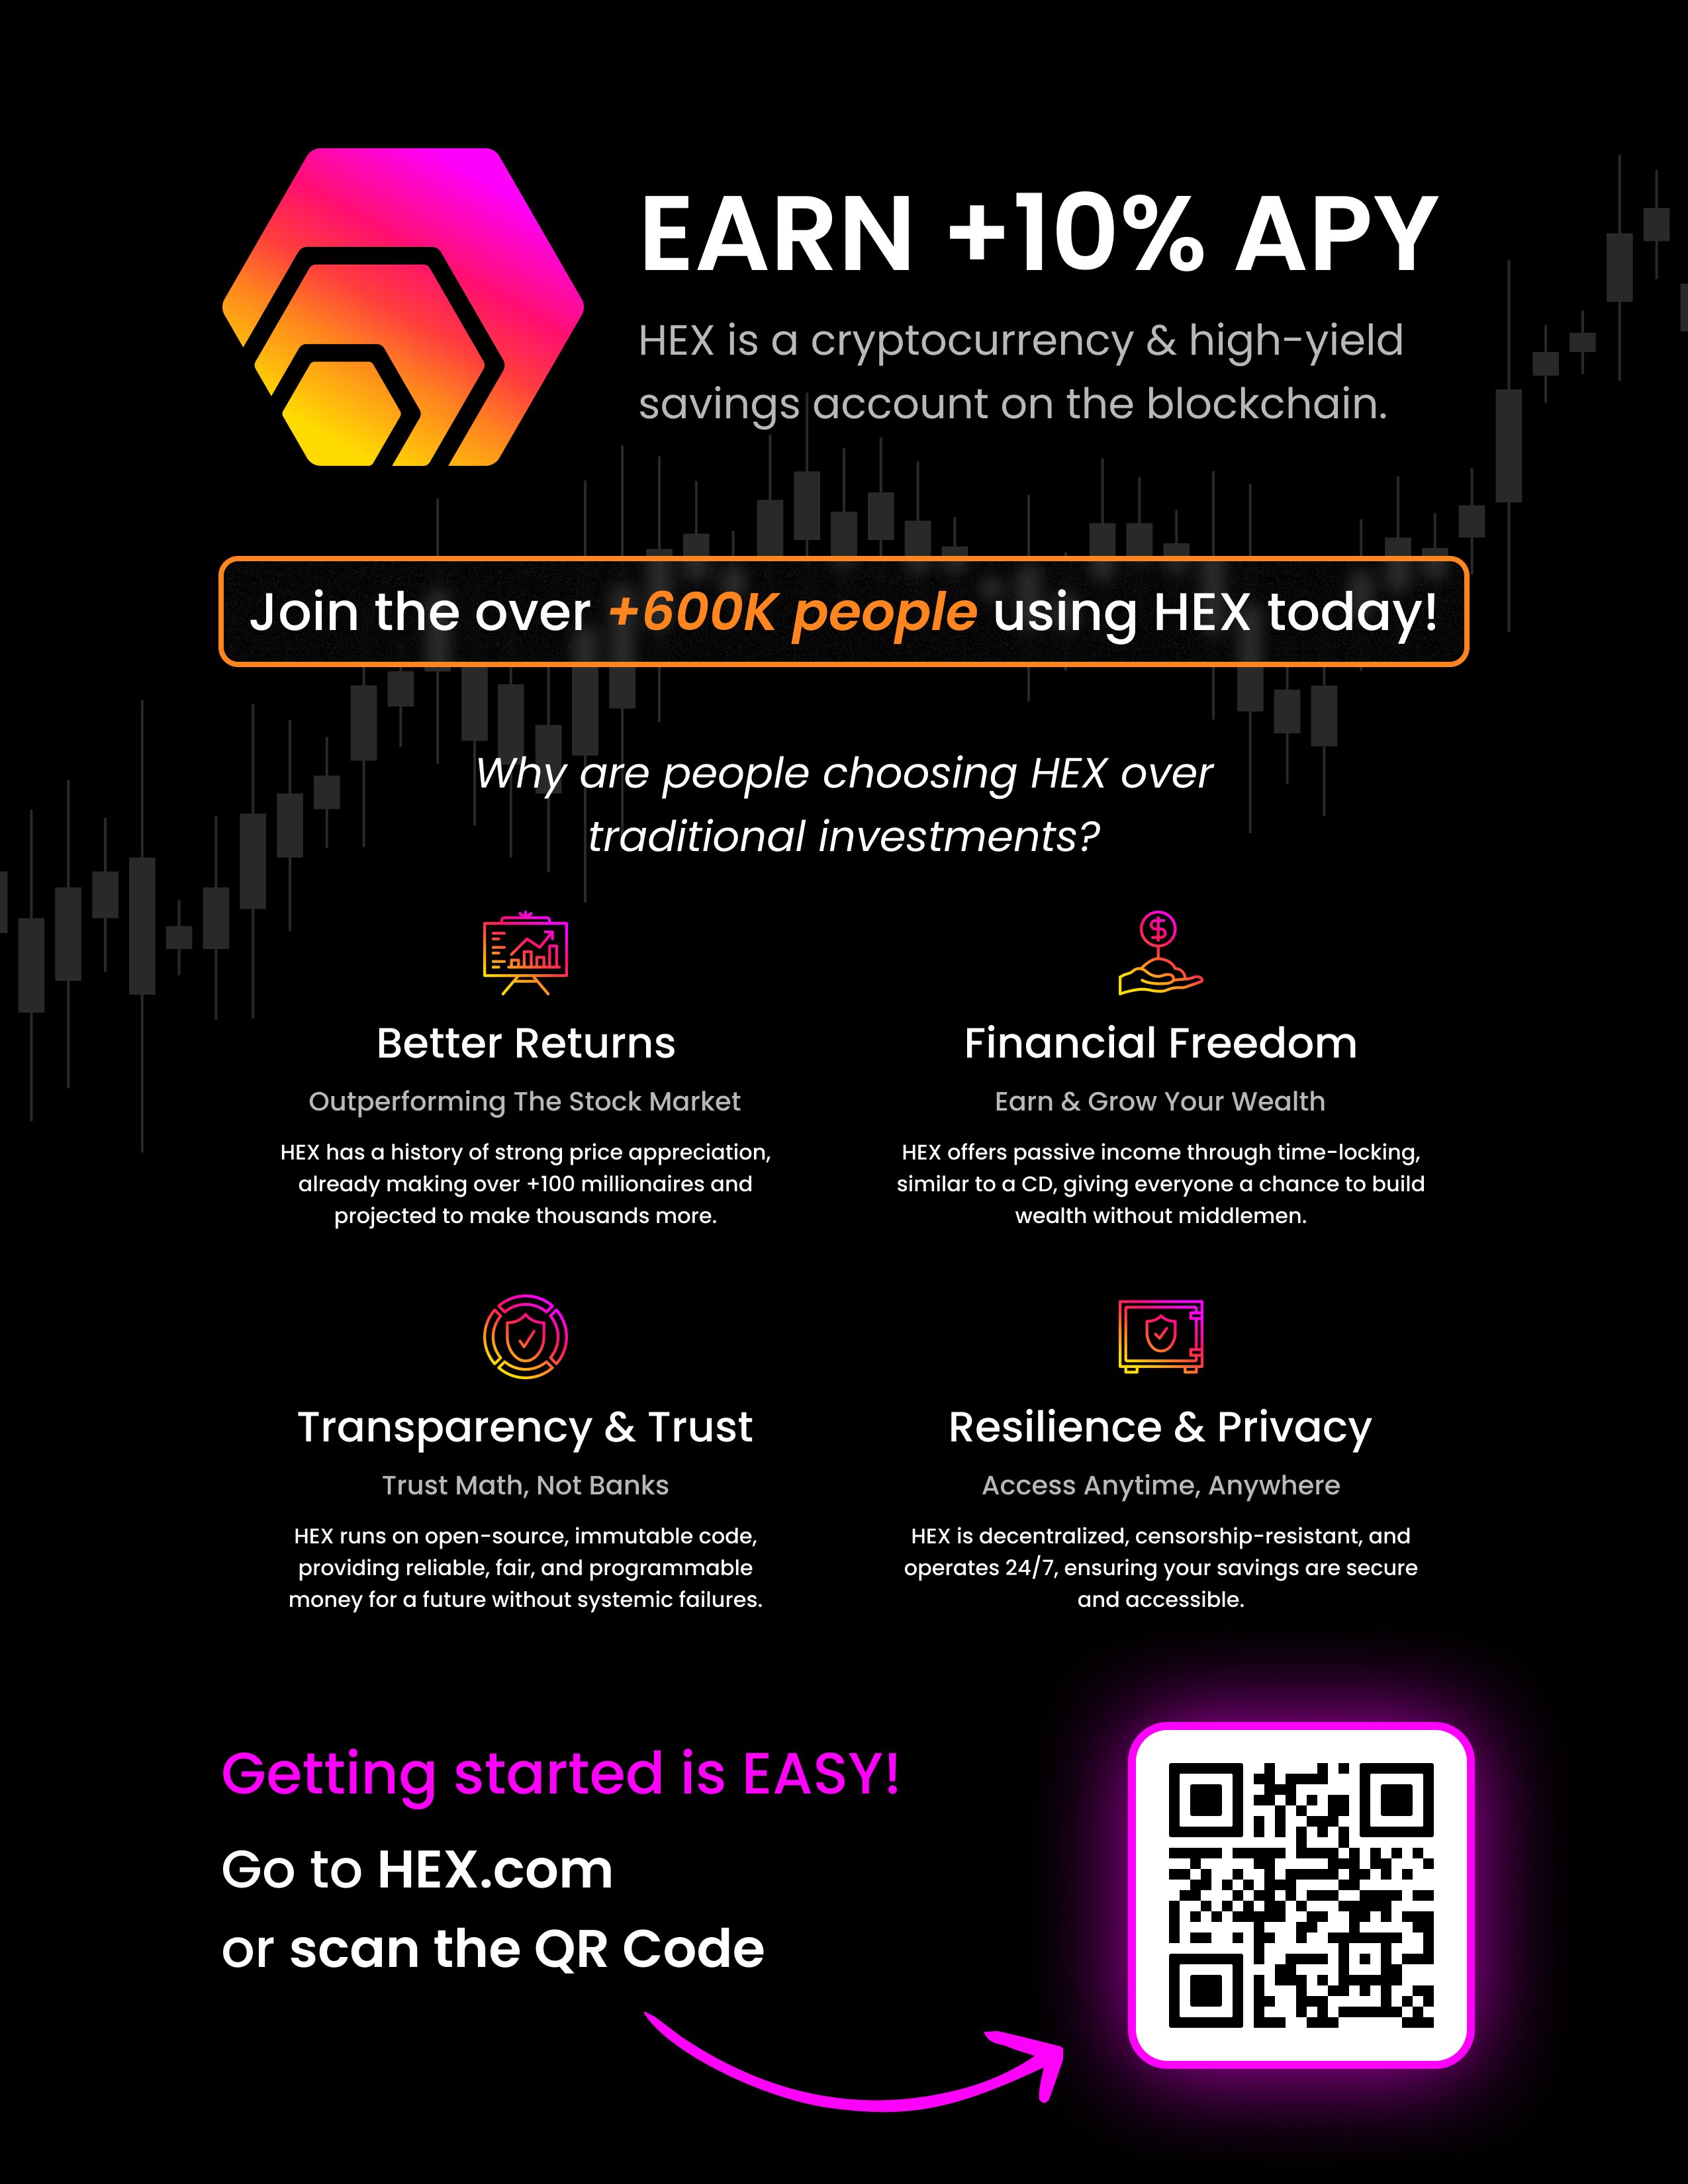 EARN +10% APY
HEX is a cryptocurrency & high-yield
savings account on the blockchain.
Join the over +600K people using HEX today!
Why are people choosing HEX over
traditional investments?
Better Returns
Outperforming The Stock Market
HEX has a history of strong price appreciation,
already making over +100 millionaires and
projected to make thousands more.
Financial Freedom
Earn & Grow Your Wealth
HEX offers passive income through time-locking,
similar to a CD, giving everyone a chance to build
wealth without middlemen.
Transparency & Trust
Trust Math, Not Banks
HEX runs on open-source, immutable code,
providing reliable, fair, and programmable
money for a future without systemic failures.
Resilience & Privacy
Access Anytime, Anywhere
HEX is decentralized, censorship-resistant, and
operates 24/7, ensuring your savings are secure
and accessible.
Getting started is EASY!
Go to HEX.com
or scan the QR Code